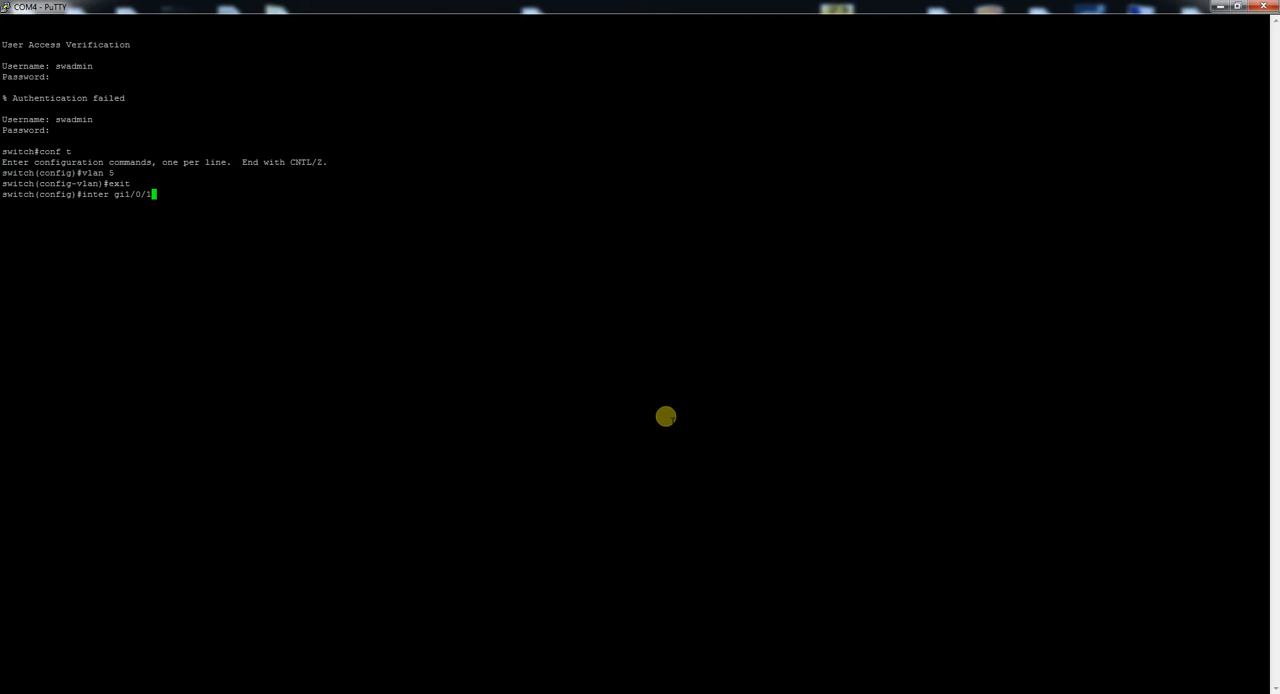 COM4 - PuTTY
User Access Verification
Username: swadmin
Password:
% Authentication failed
Username: swadmin
Password:
switch#conf t
Enter configuration commands, one per line.  End with CNTL/Z.
switch(config)#vlan 5
switch(config-vlan)#exit
switch(config)#inter gi1/0/1